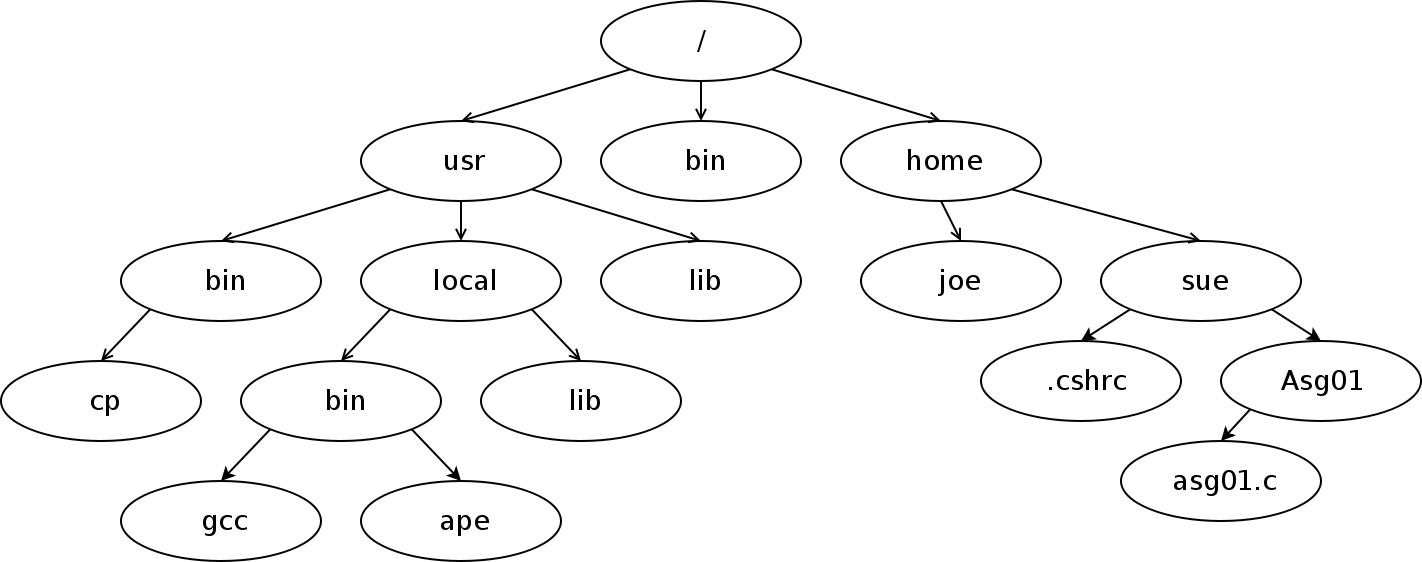 /
usr
bin
home
bin
local
lib
joe
sue
cp
bin
lib
.cshrc
Asg01
gcc
ape
asg01.c